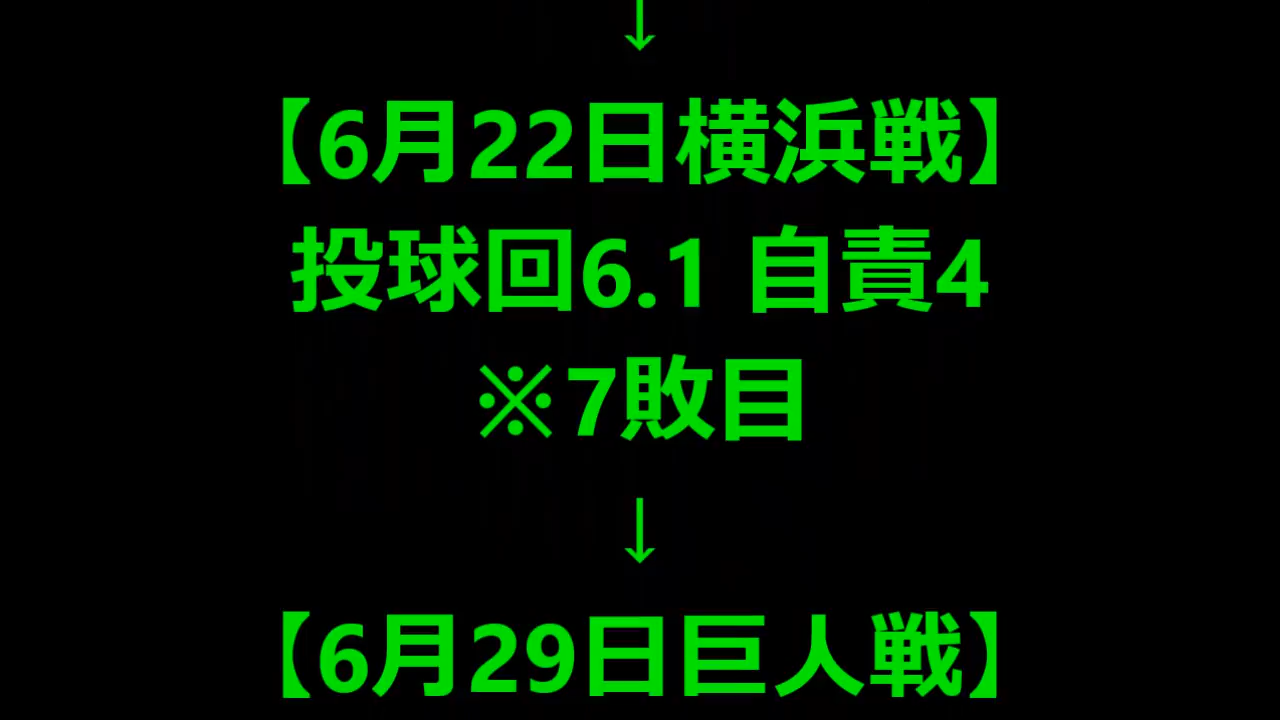 ↓
【6月22日横浜戦】
投球回6.1 自責4
※7敗目
↓
【6月29日巨人戦】